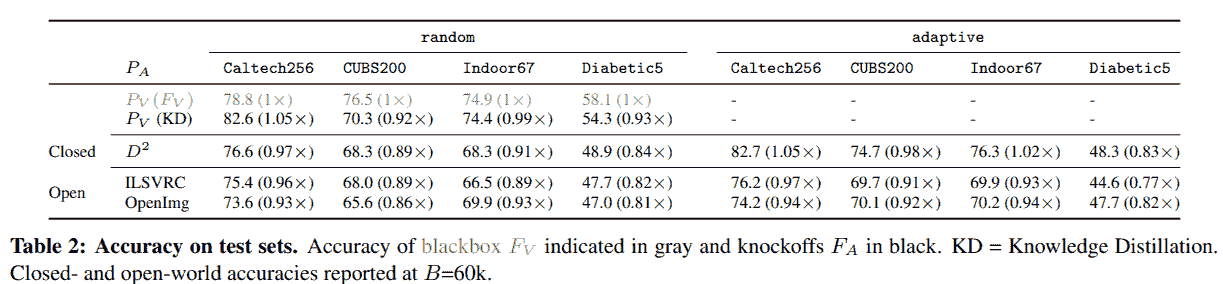 random adaptive
P_A Caltech256 CUBS200 Indoor67 Diabetic5 Caltech256 CUBS200 Indoor67 Diabetic5
P_V (F_V) 78.8 (1×) 76.5 (1×) 74.9 (1×) 58.1 (1×) - - - -
P_V (KD) 82.6 (1.05×) 70.3 (0.92×) 74.4 (0.99×) 54.3 (0.93×) - - - -
Closed D² 76.6 (0.97×) 68.3 (0.89×) 68.3 (0.91×) 48.9 (0.84×) 82.7 (1.05×) 74.7 (0.98×) 76.3 (1.02×) 48.3 (0.83×)
Open ILSVRC 75.4 (0.96×) 68.0 (0.89×) 66.5 (0.89×) 47.7 (0.82×) 76.2 (0.97×) 69.7 (0.91×) 69.9 (0.93×) 44.6 (0.77×)
OpenImg 73.6 (0.93×) 65.6 (0.86×) 69.9 (0.93×) 47.0 (0.81×) 74.2 (0.94×) 70.1 (0.92×) 70.2 (0.94×) 47.7 (0.82×)
Table 2: Accuracy on test sets. Accuracy of blackbox F_V indicated in gray and knockoffs F_A in black. KD = Knowledge Distillation.
Closed- and open-world accuracies reported at B=60k.